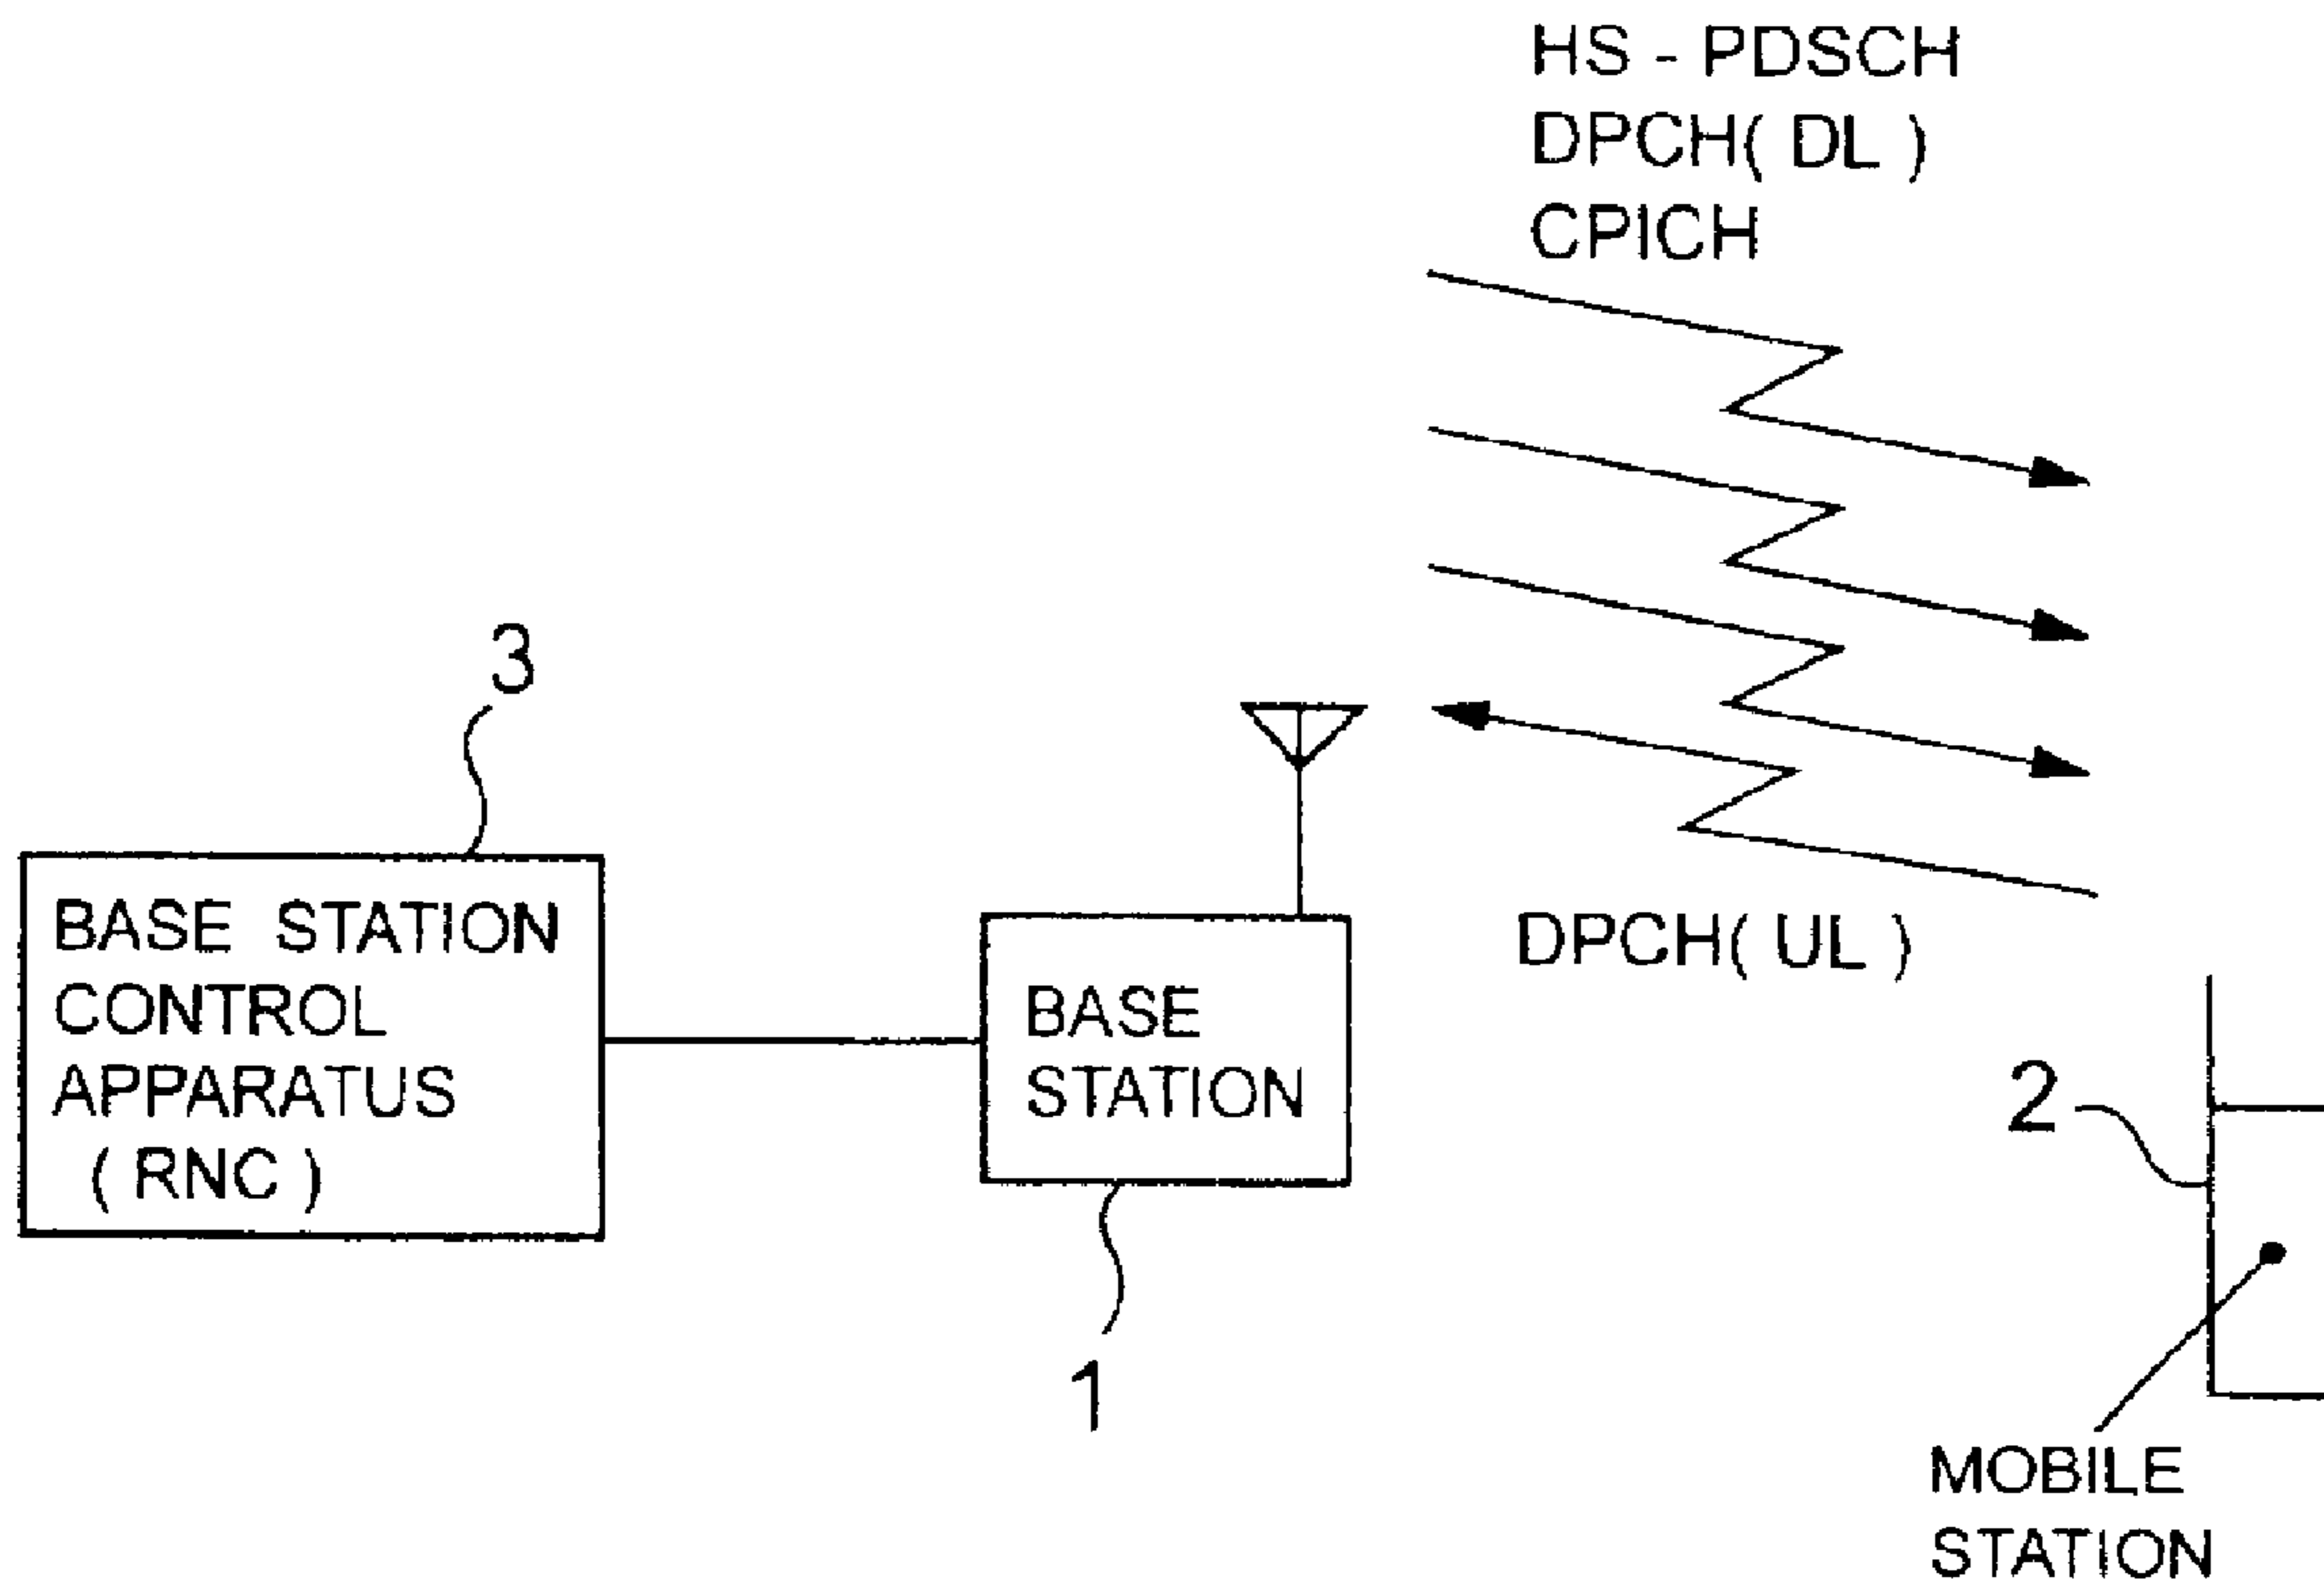 HS - PDSCH
DPCH( DL )
CPICH
3
BASE STATION
CONTROL
APPARATUS
( RNC )
BASE
STATION
1
DPCH( UL )
2
MOBILE
STATION